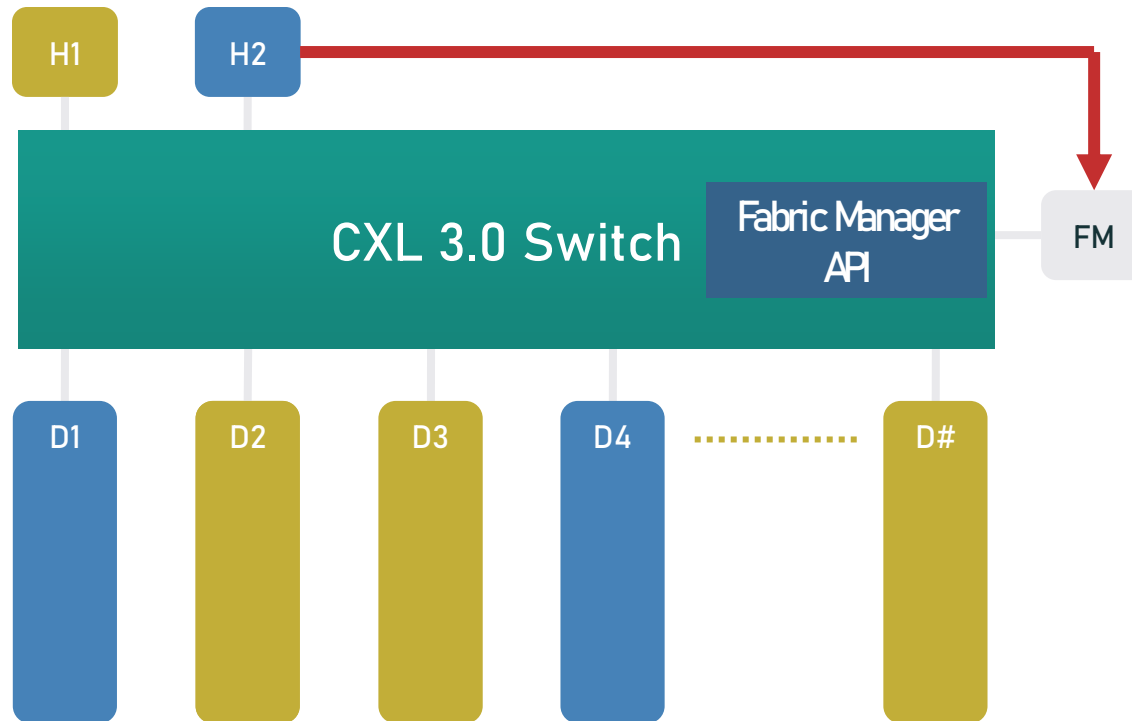 H1
H2
CXL 3.0 Switch
Fabric Manager
API
FM
D1
D2
D3
D4
D#